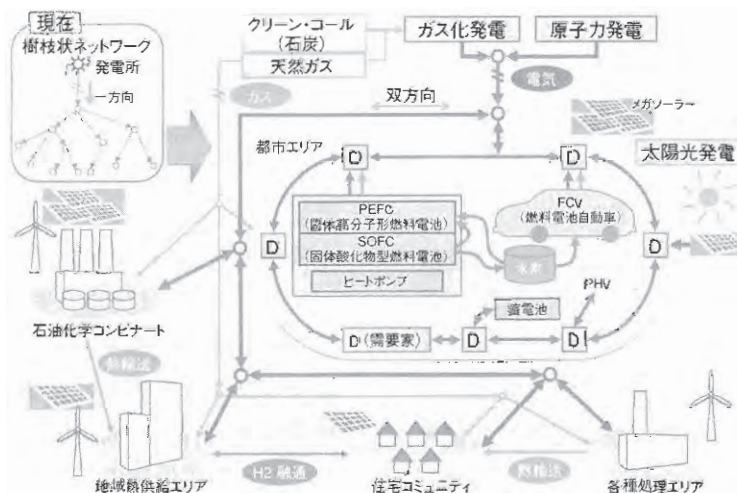 現在
樹枝状ネットワーク
発電所
一方向
クリーン・コール
(石炭)
天然ガス
ガス化発電
原子力発電
ガス
電気
双方向
メガソーラー
太陽光発電
都市エリア
D
D
PEFC
(固体高分子形燃料電池)
SOFC
(固体酸化物型燃料電池)
ヒートポンプ
FCV
(燃料電池自動車)
水素
D
D
PHV
蓄電池
D(需要家)
D
D
石油化学コンビナート
熱輸送
地域熱供給エリア
H2融通
住宅コミュニティ
熱輸送
各種処理エリア